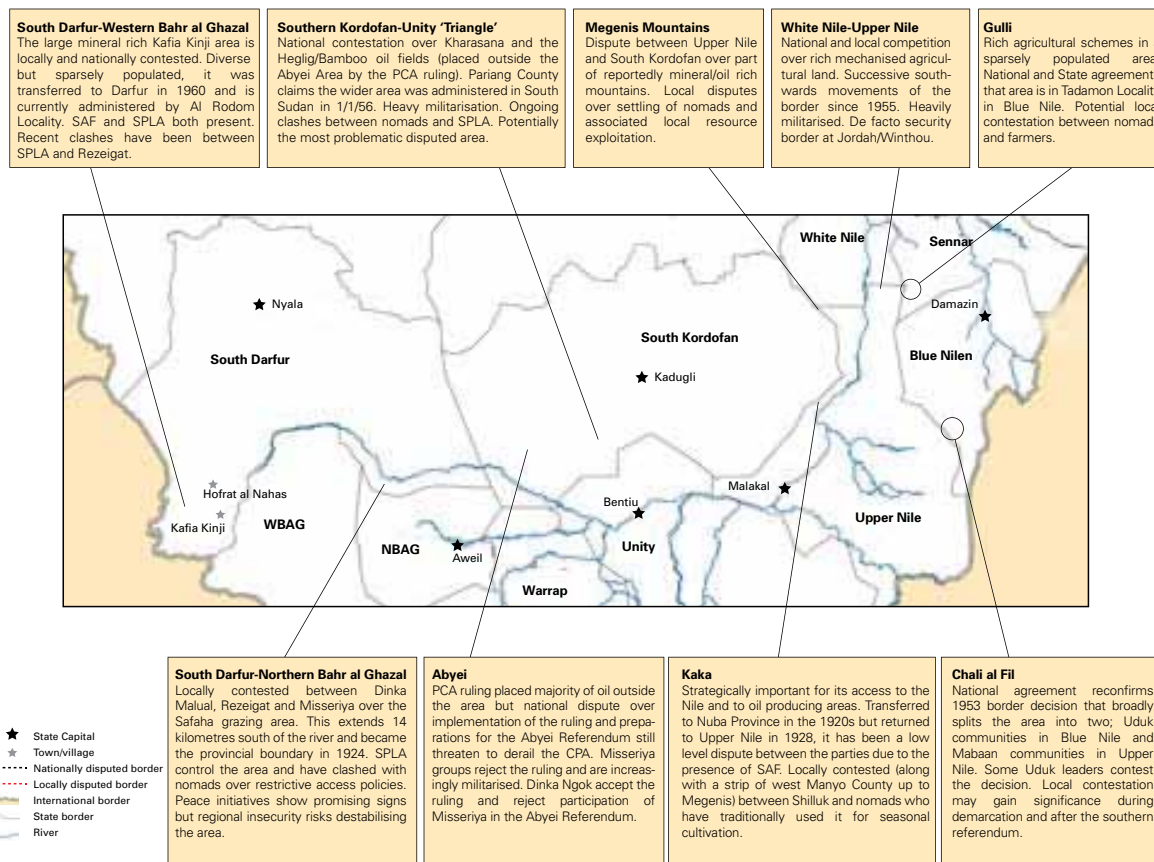 South Darfur-Western Bahr al Ghazal
The large mineral rich Kafia Kinji area is
locally and nationally contested. Diverse
but sparsely populated, it was
transferred to Darfur in 1960 and is
currently administered by Al Rodom
Locality. SAF and SPLA both present.
Recent clashes have been between
SPLA and Rezeigat.
Southern Kordofan-Unity ‘Triangle’
National contestation over Kharasana and the
Heglig/Bamboo oil fields (placed outside the
Abyei Area by the PCA ruling). Pariang County
claims the wider area was administered in South
Sudan in 1/1/56. Heavy militarisation. Ongoing
clashes between nomads and SPLA. Potentially
the most problematic disputed area.
Megenis Mountains
Dispute between Upper Nile
and South Kordofan over part
of reportedly mineral/oil rich
mountains. Local disputes
over settling of nomads and
associated local resource
exploitation.
White Nile-Upper Nile
National and local competition
over rich mechanised agricul-
tural land. Successive south-
wards movements of the
border since 1955. Heavily
militarised. De facto security
border at Jordah/Winthou.
Gulli
Rich agricultural schemes in
sparsely populated area
National and State agreement
that area is in Tadamon Localit
in Blue Nile. Potential loca
contestation between nomad
and farmers.
White Nile
Sennar
Damazin
Nyala
South Darfur
South Kordofan
Kadugli
Blue Nilen
Hofrat al Nahas
Kafia Kinji
WBAG
NBAG
Aweil
Bentiu
Unity
Warrap
Malakal
Upper Nile
South Darfur-Northern Bahr al Ghazal
Locally contested between Dinka
Malual, Rezeigat and Misseriya over the
Safaha grazing area. This extends 14
kilometres south of the river and became
the provincial boundary in 1924. SPLA
control the area and have clashed with
nomads over restrictive access policies.
Peace initiatives show promising signs
but regional insecurity risks destabilising
the area.
Abyei
PCA ruling placed majority of oil outside
the area but national dispute over
implementation of the ruling and prepa-
rations for the Abyei Referendum still
threaten to derail the CPA. Misseriya
groups reject the ruling and are increas-
ingly militarised. Dinka Ngok accept the
ruling and reject participation of
Misseriya in the Abyei Referendum.
Kaka
Strategically important for its access to the
Nile and to oil producing areas. Transferred
to Nuba Province in the 1920s but returned
to Upper Nile in 1928, it has been a low
level dispute between the parties due to the
presence of SAF. Locally contested (along
with a strip of west Manyo County up to
Megenis) between Shilluk and nomads who
have traditionally used it for seasonal
cultivation.
Chali al Fil
National agreement reconfirms
1953 border decision that broadly
splits the area into two; Uduk
communities in Blue Nile and
Mabaan communities in Upper
Nile. Some Uduk leaders contest
the decision. Local contestation
may gain significance during
demarcation and after the southern
referendum.
State Capital
Town/village
Nationally disputed border
Locally disputed border
International border
State border
River